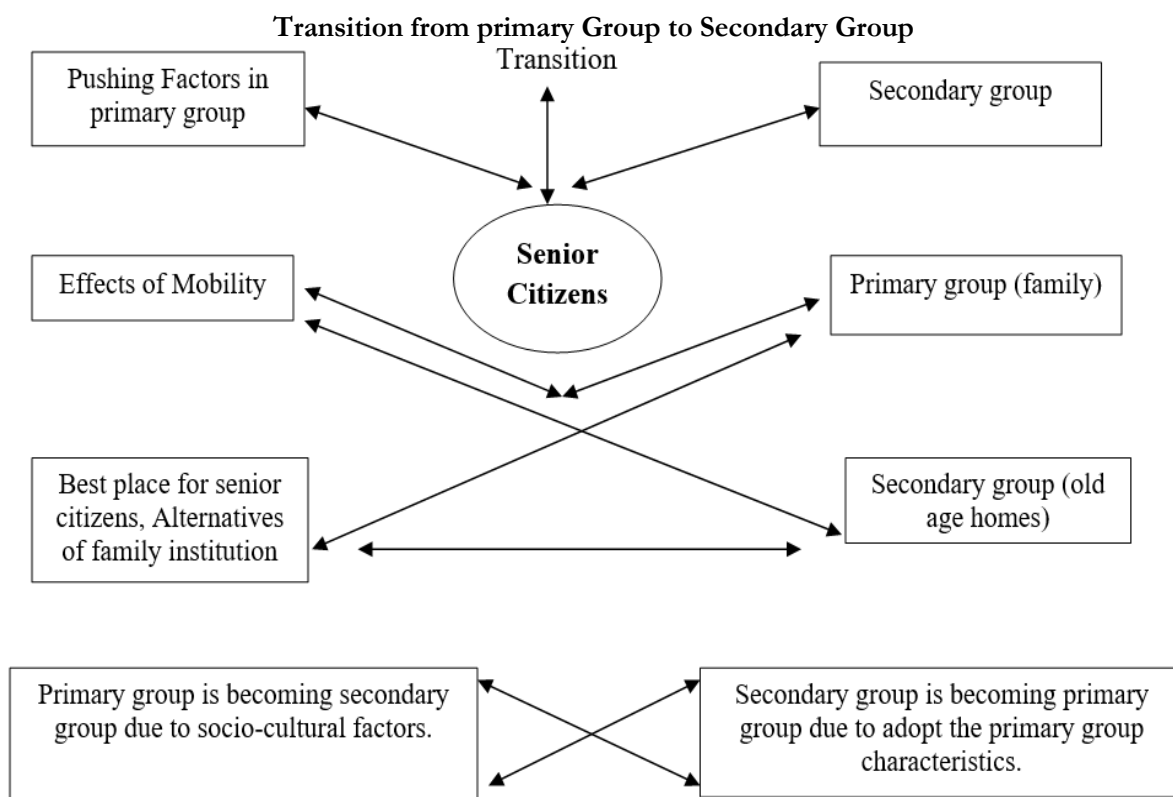 Transition from primary Group to Secondary Group
Transition
Pushing Factors in
primary group
Secondary group
Senior
Citizens
Effects of Mobility
Primary group (family)
Best place for senior
citizens, Alternatives
of family institution
Secondary group (old
age homes)
Primary group is becoming secondary
group due to socio-cultural factors.
Secondary group is becoming primary
group due to adopt the primary group
characteristics.